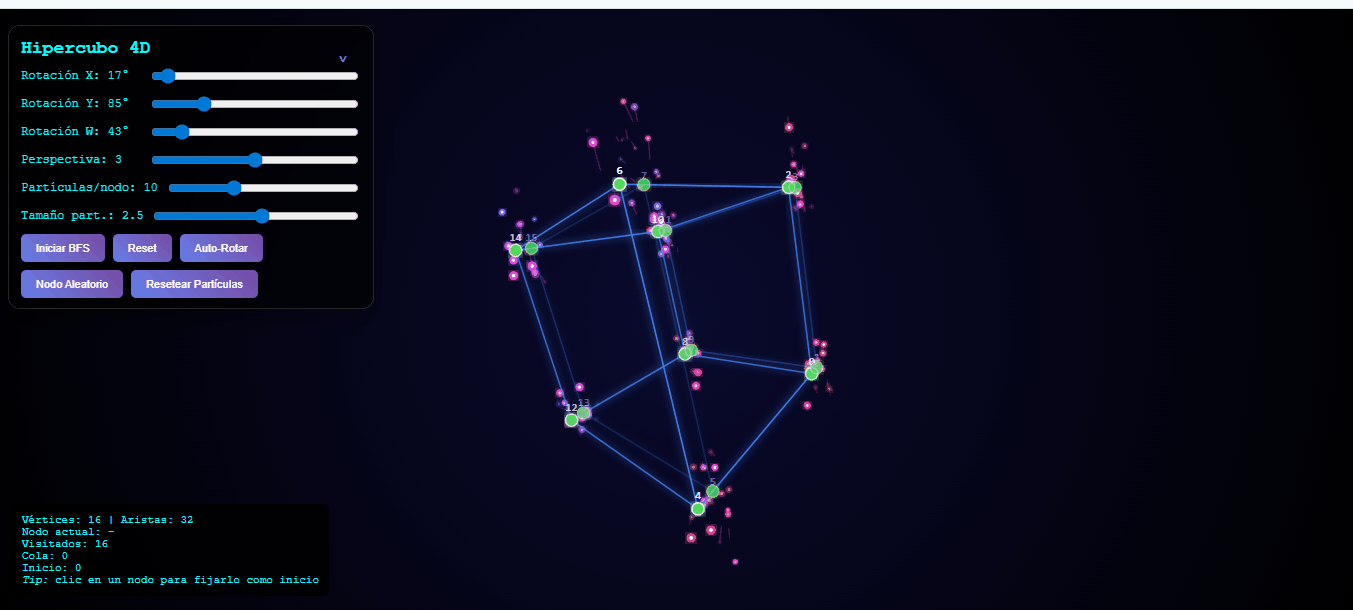 Hipercubo 4D
v
Rotación X: 17°
Rotación Y: 85°
Rotación W: 43°
Perspectiva: 3
Partículas/nodo: 10
Tamaño part.: 2.5
Iniciar BFS Reset Auto-Rotar
Nodo Aleatorio Resetear Partículas
6 7 2
10
14 15
8
0
12 13
5
4
Vértices: 16 | Aristas: 32
Nodo actual: –
Visitados: 16
Cola: 0
Inicio: 0
Tip: clic en un nodo para fijarlo como inicio